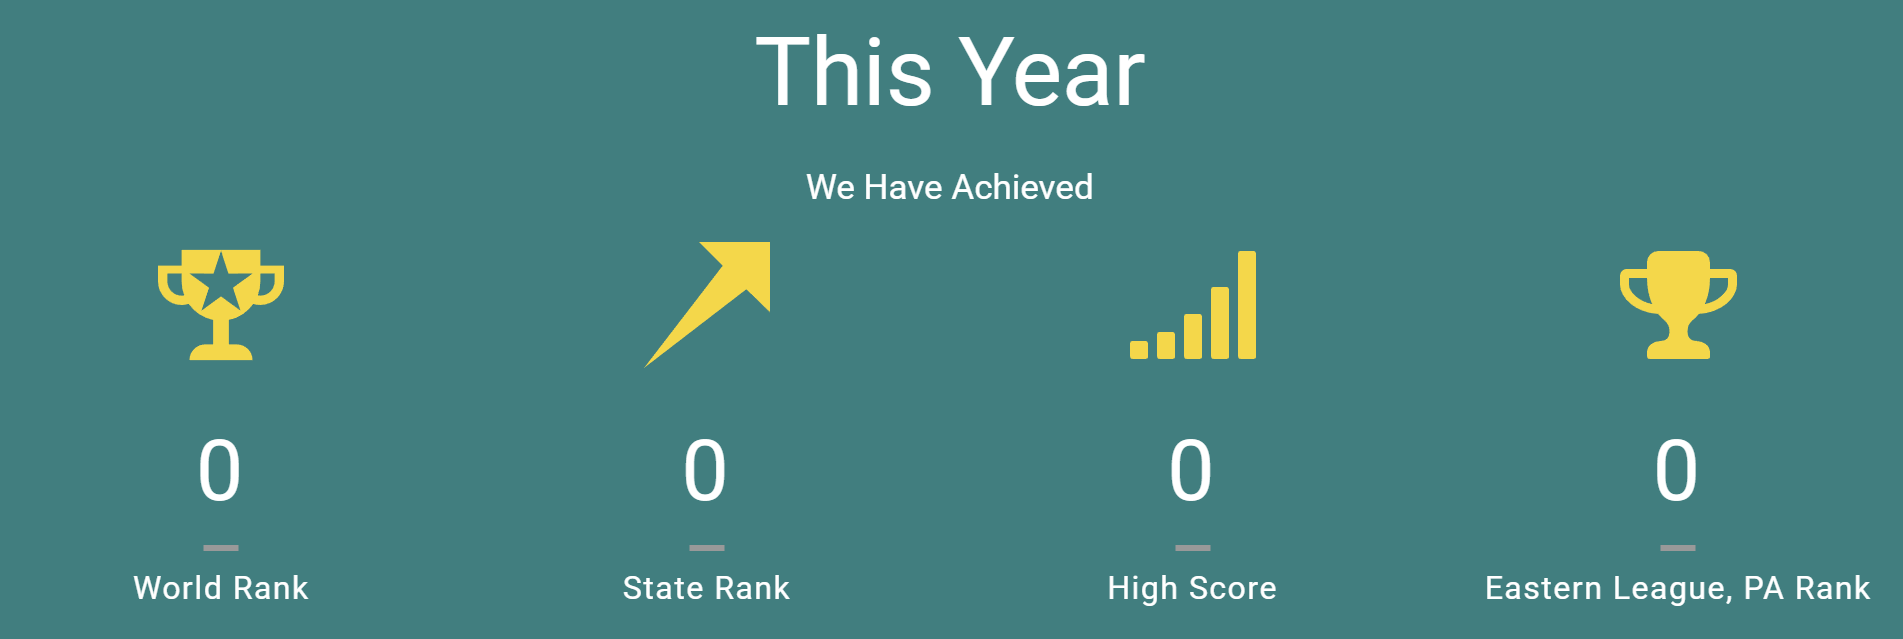 This Year
We Have Achieved
0
World Rank
0
State Rank
0
High Score
0
Eastern League, PA Rank